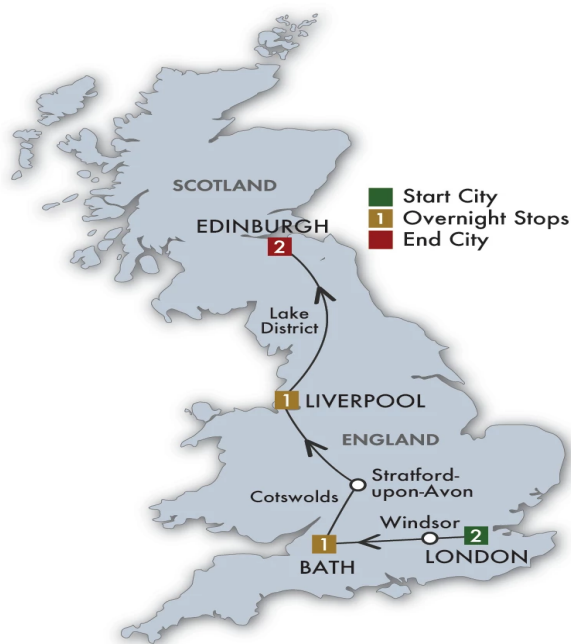 SCOTLAND
Start City
1 Overnight Stops
End City
EDINBURGH
2
Lake
District
1 LIVERPOOL
ENGLAND
Stratford-
upon-Avon
Cotswolds
Windsor
2
LONDON
1
BATH